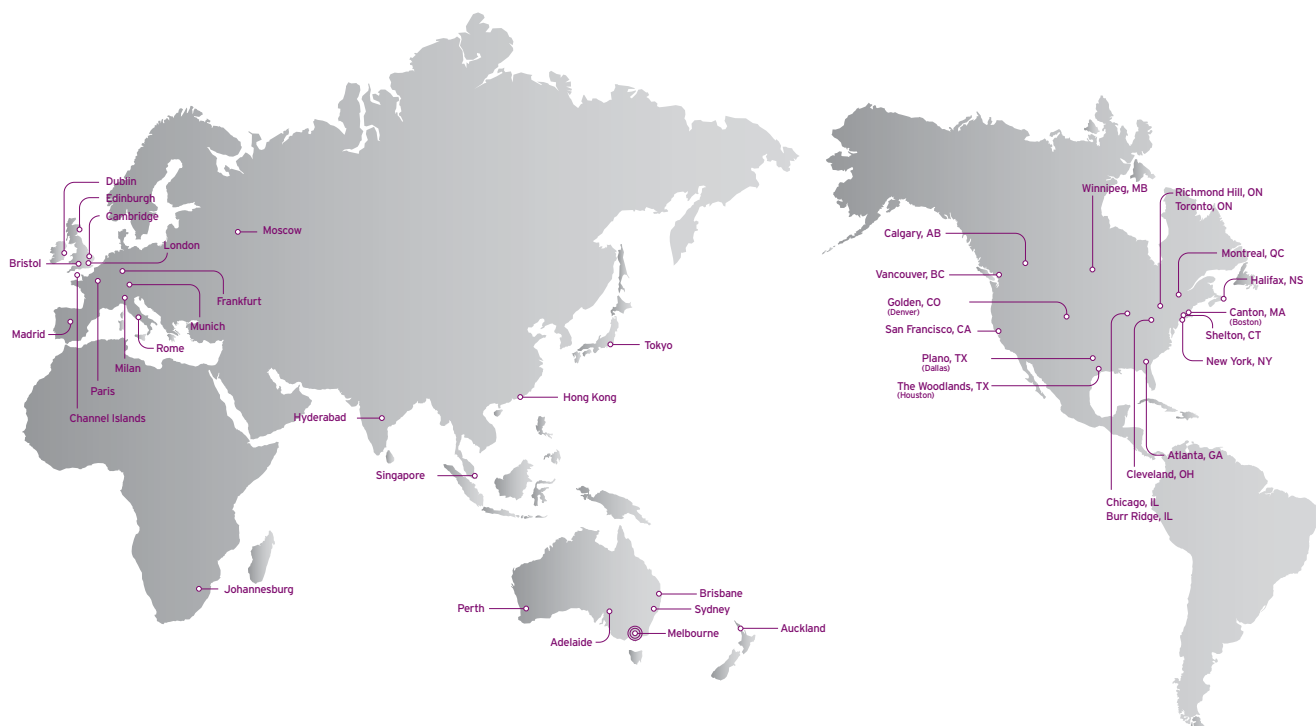 Dublin
Edinburgh
Cambridge
London
Bristol
Moscow
Frankfurt
Munich
Madrid
Rome
Milan
Paris
Channel Islands
Tokyo
Hong Kong
Hyderabad
Singapore
Johannesburg
Perth
Adelaide
Brisbane
Sydney
Melbourne
Auckland
Winnipeg, MB
Richmond Hill, ON
Toronto, ON
Calgary, AB
Montreal, QC
Vancouver, BC
Halifax, NS
Golden, CO
(Denver)
Canton, MA
(Boston)
San Francisco, CA
Shelton, CT
Plano, TX
(Dallas)
New York, NY
The Woodlands, TX
(Houston)
Atlanta, GA
Cleveland, OH
Chicago, IL
Burr Ridge, IL